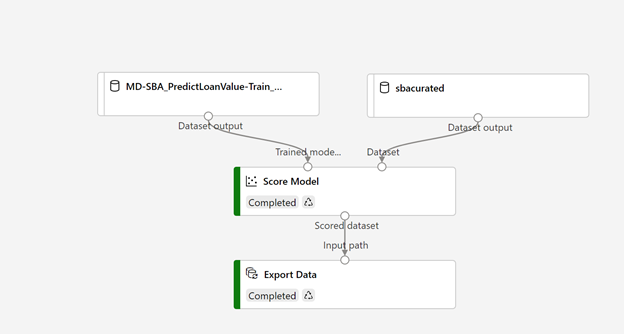 MD-SBA_PredictLoanValue-Train_...
sbacurated
Dataset output
Dataset output
Trained mode...
Dataset
Score Model
Completed
Scored dataset
Input path
Export Data
Completed